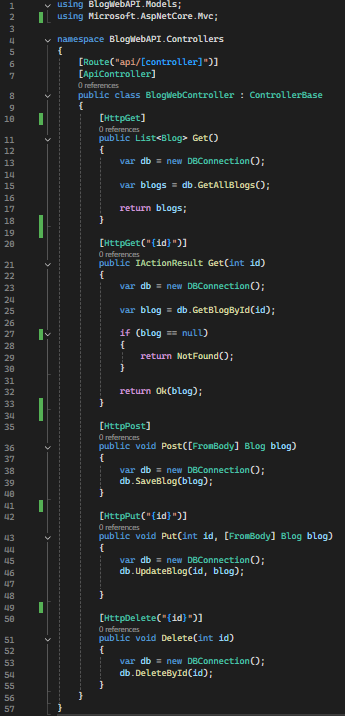 1 using BlogWebAPI.Models;
2 using Microsoft.AspNetCore.Mvc;
3
4 namespace BlogWebAPI.Controllers
5 {
6 [Route("api/[controller]")]
7 [ApiController]
0 references
8 public class BlogWebController : ControllerBase
9 {
10 [HttpGet]
0 references
11 public List<Blog> Get()
12 {
13 var db = new DBConnection();
14
15 var blogs = db.GetAllBlogs();
16
17 return blogs;
18 }
19
20 [HttpGet("{id}")]
0 references
21 public IActionResult Get(int id)
22 {
23 var db = new DBConnection();
24
25 var blog = db.GetBlogById(id);
26
27 if (blog == null)
28 {
29 return NotFound();
30 }
31
32 return Ok(blog);
33 }
34
35 [HttpPost]
0 references
36 public void Post([FromBody] Blog blog)
37 {
38 var db = new DBConnection();
39 db.SaveBlog(blog);
40 }
41
42 [HttpPut("{id}")]
0 references
43 public void Put(int id, [FromBody] Blog blog)
44 {
45 var db = new DBConnection();
46 db.UpdateBlog(id, blog);
47
48 }
49
50 [HttpDelete("{id}")]
0 references
51 public void Delete(int id)
52 {
53 var db = new DBConnection();
54 db.DeleteById(id);
55 }
56 }
57 }